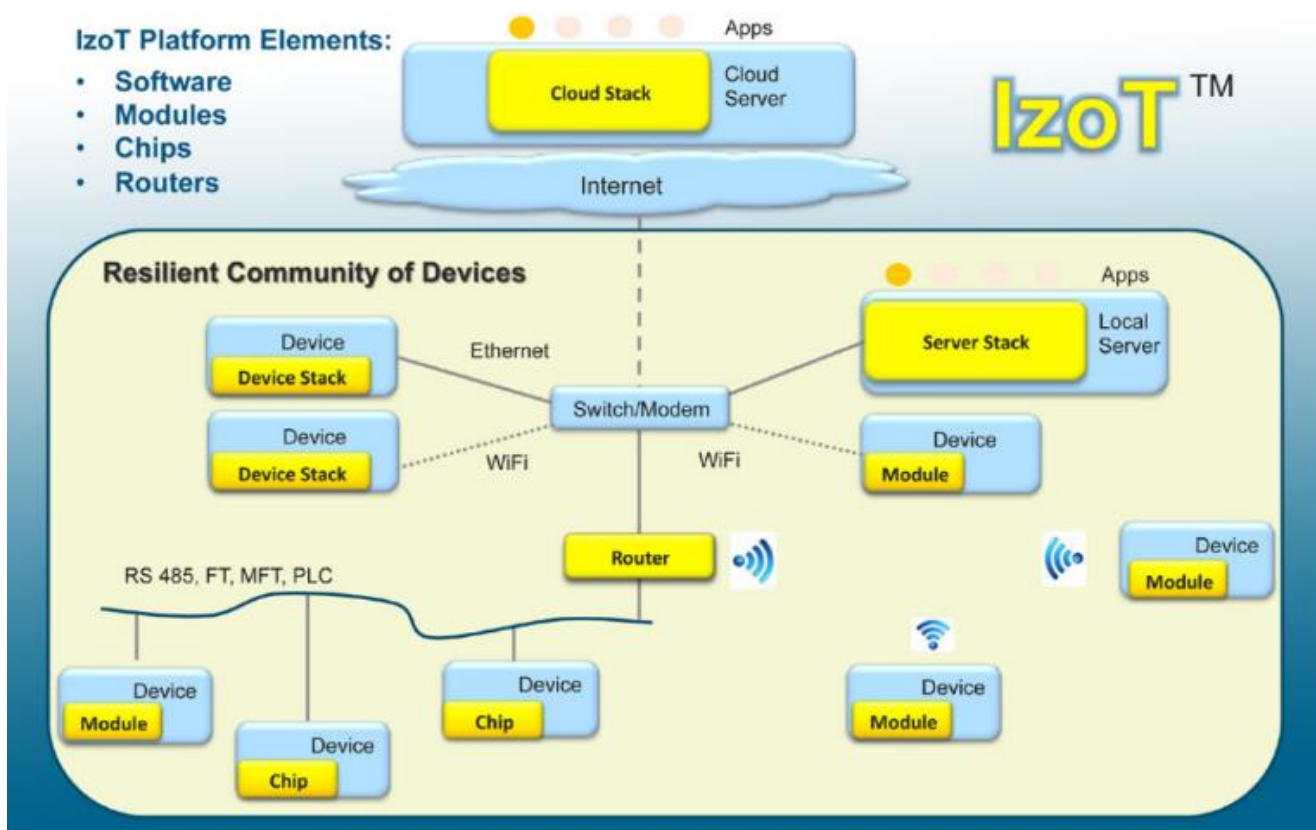 IzoT Platform Elements:
• Software
• Modules
• Chips
• Routers
Apps
Cloud Stack
Cloud
Server
IzoT™
Internet
Resilient Community of Devices
Apps
Server Stack
Local
Server
Device
Device Stack
Ethernet
Switch/Modem
Device
Device Stack
WiFi
WiFi
Device
Module
Router
Device
Module
RS 485, FT, MFT, PLC
Device
Module
Device
Chip
Device
Chip
Device
Module